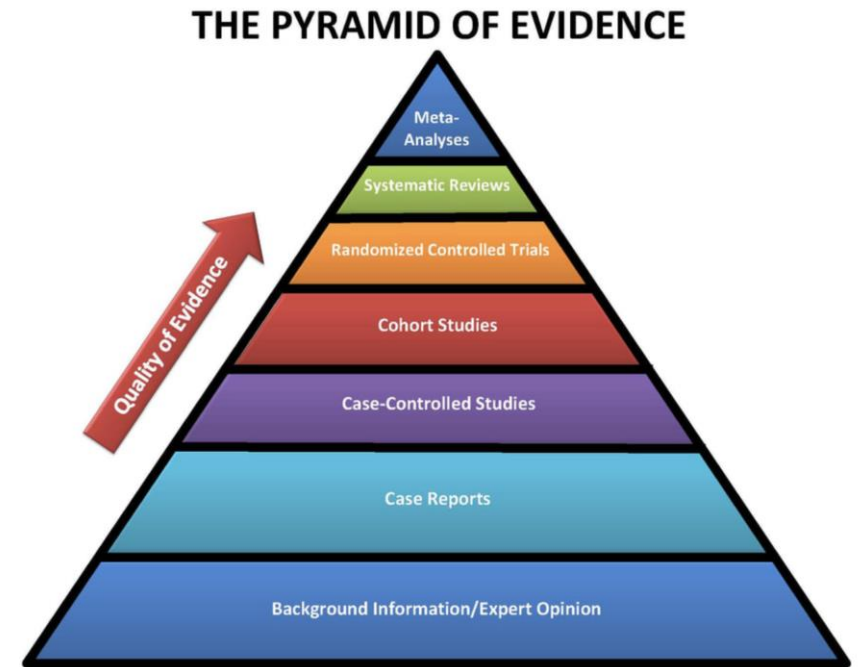 THE PYRAMID OF EVIDENCE
Meta-
Analyses
Systematic Reviews
Randomized Controlled Trials
Quality of Evidence
Cohort Studies
Case-Controlled Studies
Case Reports
Background Information/Expert Opinion